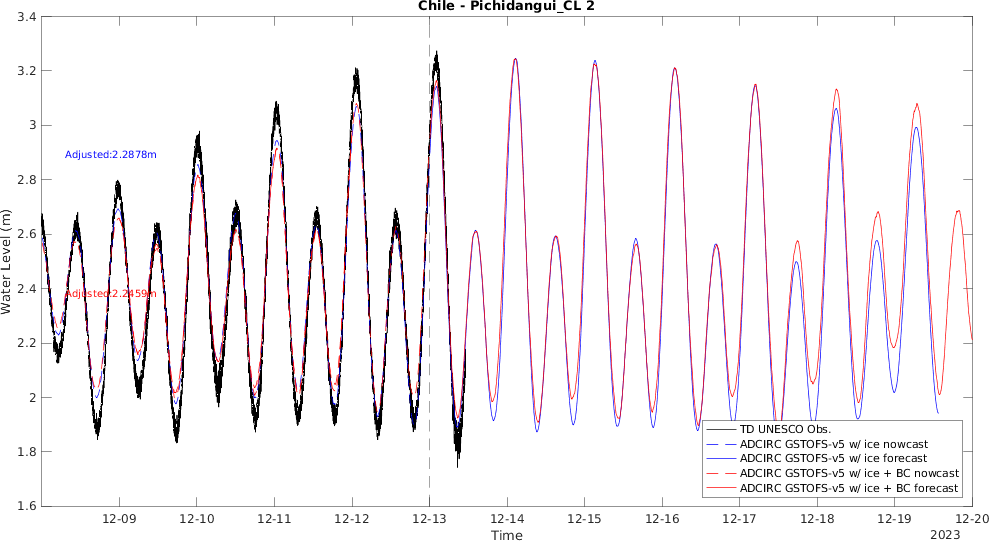 Chile - Pichidangui_CL 2
3.4
3.2
3
2.8
2.6
2.4
2.2
2
1.8
1.6
Water Level (m)
Adjusted:2.2878m
Adjusted:2.2459m
TD UNESCO Obs.
ADCIRC GSTOFS-v5 w/ ice nowcast
ADCIRC GSTOFS-v5 w/ ice forecast
ADCIRC GSTOFS-v5 w/ ice + BC nowcast
ADCIRC GSTOFS-v5 w/ ice + BC forecast
12-09 12-10 12-11 12-12 12-13 12-14 12-15 12-16 12-17 12-18 12-19 12-20
Time
2023